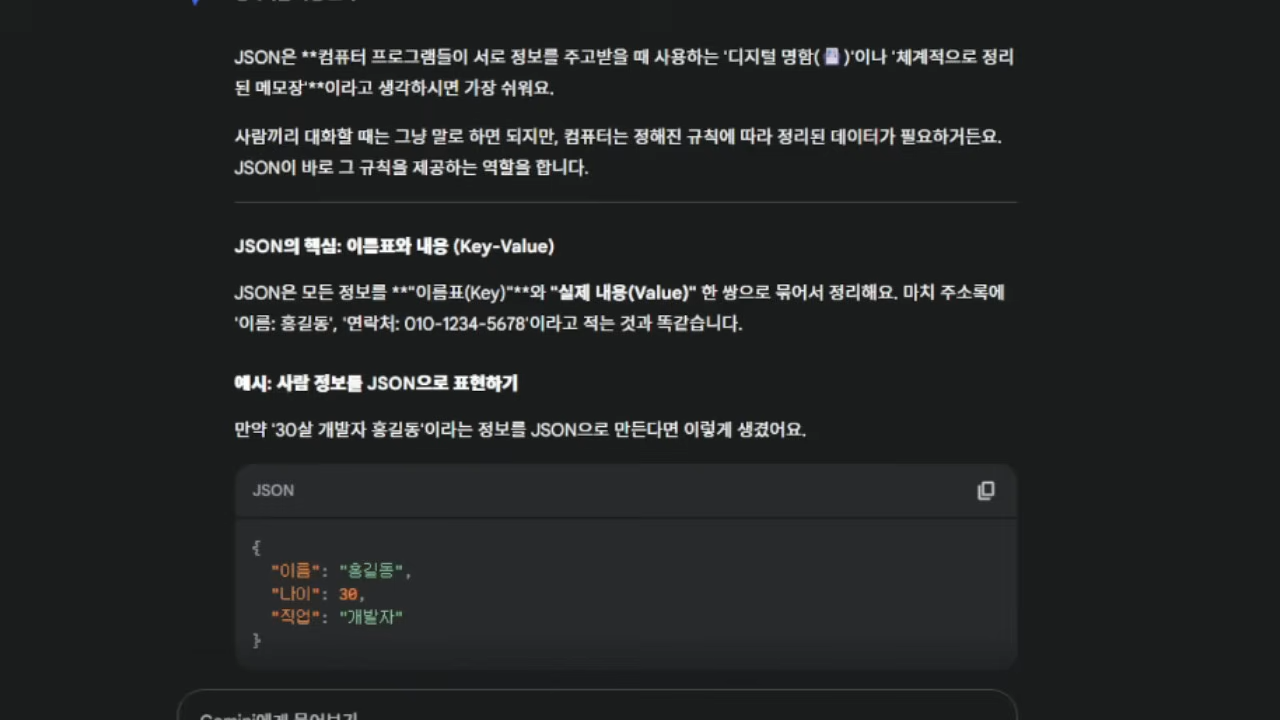 JSON은 **컴퓨터 프로그램들이 서로 정보를 주고받을 때 사용하는 '디지털 명함(📇)'이나 '체계적으로 정리
된 메모장'**이라고 생각하시면 가장 쉬워요.
사람끼리 대화할 때는 그냥 말로 하면 되지만, 컴퓨터는 정해진 규칙에 따라 정리된 데이터가 필요하거든요.
JSON이 바로 그 규칙을 제공하는 역할을 합니다.
JSON의 핵심: 이름표와 내용 (Key-Value)
JSON은 모든 정보를 **"이름표(Key)"**와 "실제 내용(Value)" 한 쌍으로 묶어서 정리해요. 마치 주소록에
'이름: 홍길동', '연락처: 010-1234-5678'이라고 적는 것과 똑같습니다.
예시: 사람 정보를 JSON으로 표현하기
만약 '30살 개발자 홍길동'이라는 정보를 JSON으로 만든다면 이렇게 생겼어요.
JSON
{
"이름": "홍길동",
"나이": 30,
"직업": "개발자"
}
Gemini에게 물어보기